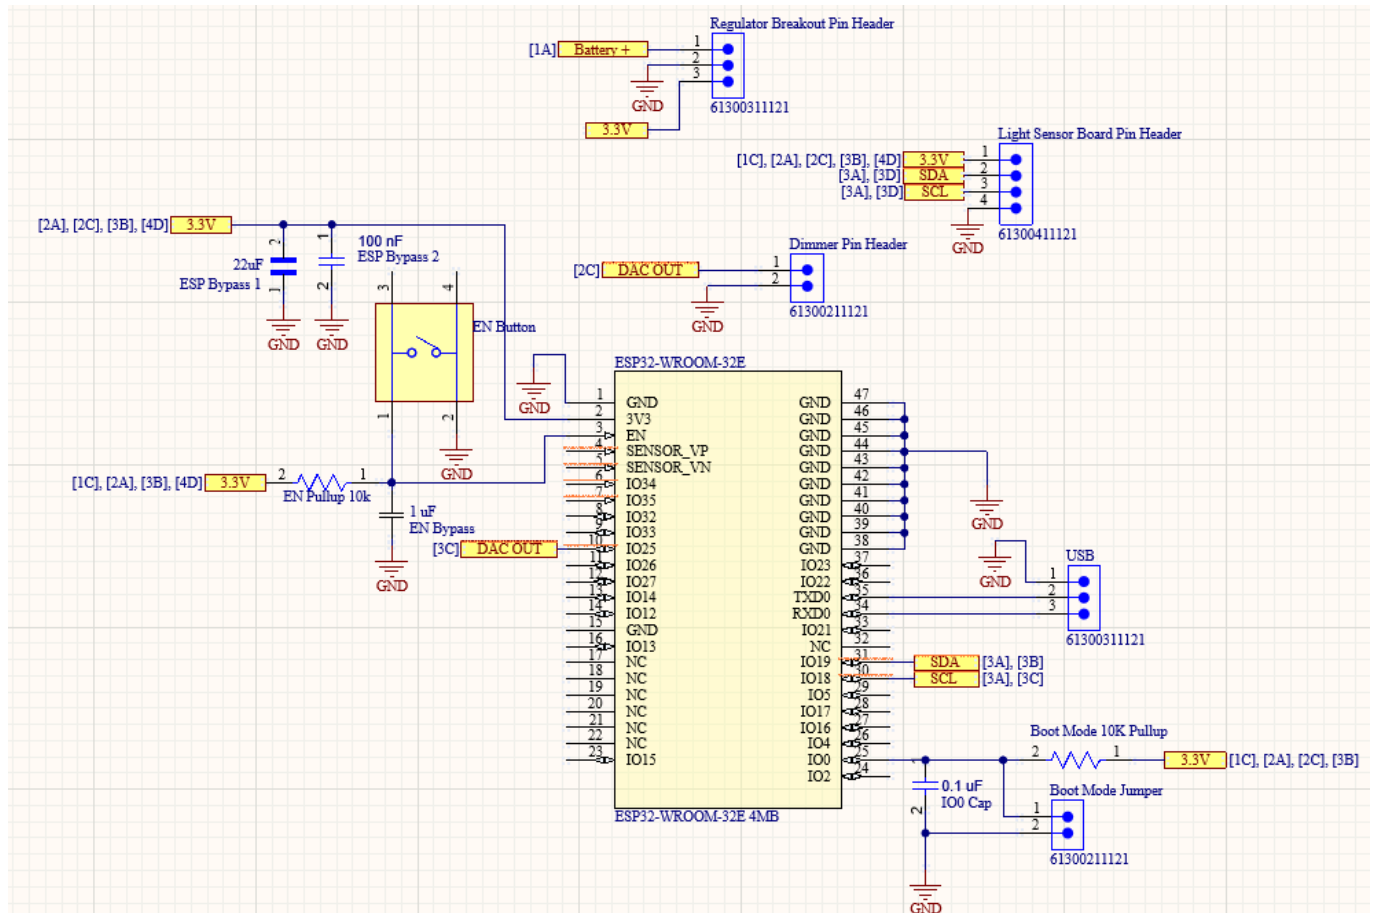 Regulator Breakout Pin Header
[1A] Battery + 1
2
3
GND
61300311121
3.3V
Light Sensor Board Pin Header
[1C], [2A], [2C], [3B], [4D] 3.3V 1
[3A], [3D] SDA 2
[3A], [3D] SCL 3
4
GND
61300411121
[2A], [2C], [3B], [4D] 3.3V
2 1 100 nF
ESP Bypass 2
22uF
ESP Bypass 1
1 2
GND GND
Dimmer Pin Header
[2C] DAC OUT 1
2
GND
61300211121
3 4
EN Button
1 2
GND
[1C], [2A], [3B], [4D] 3.3V 2 1
EN Pullup 10k
1 uF
EN Bypass
GND
[3C] DAC OUT
ESP32-WROOM-32E
GND
1 GND GND 47
2 3V3 GND 46
3 EN GND 45
4 SENSOR_VP GND 44
5 SENSOR_VN GND 43
6 IO34 GND 42
7 IO35 GND 41
8 IO32 GND 40
9 IO33 GND 39
10 IO25 GND 38
11 IO26 IO23 37
12 IO27 IO22 36
13 IO14 TXD0 35
14 IO12 RXD0 34
15 GND IO21 33
16 IO13 NC 32
17 NC IO19 31
18 NC IO18 30
19 NC IO5 29
20 NC IO17 28
21 NC IO16 27
22 NC IO4 26
23 IO15 IO0 25
IO2 24
ESP32-WROOM-32E 4MB
GND
USB
GND
1
2
3
61300311121
SDA [3A], [3B]
SCL [3A], [3C]
Boot Mode 10K Pullup
2 1 3.3V [1C], [2A], [2C], [3B]
1
0.1 uF
IO0 Cap
2
Boot Mode Jumper
1
2
61300211121
GND